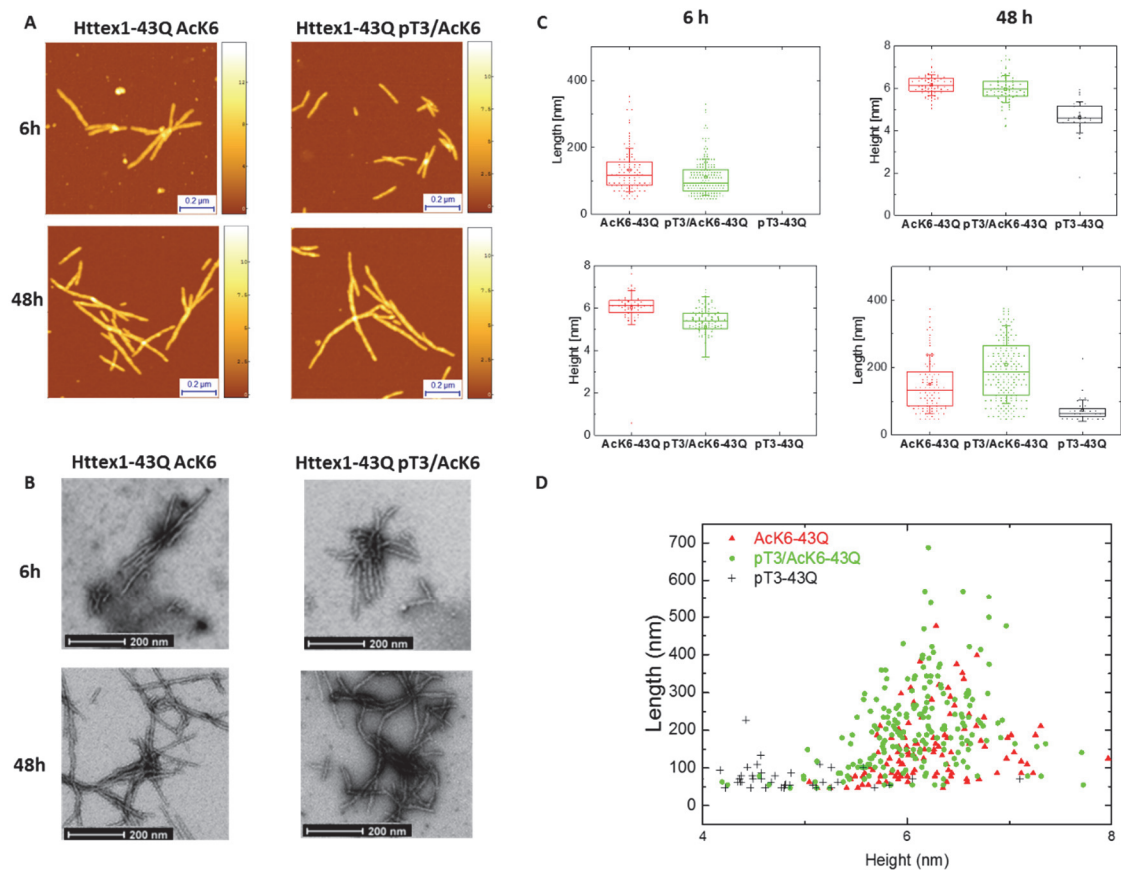 A
Httex1-43Q AcK6
Httex1-43Q pT3/AcK6
6h
0.2 µm
0.2 µm
48h
0.2 µm
0.2 µm
B
Httex1-43Q AcK6
Httex1-43Q pT3/AcK6
6h
200 nm
200 nm
48h
200 nm
200 nm
C
6 h
48 h
Length [nm]
400
200
0
AcK6-43Q pT3/AcK6-43Q pT3-43Q
Height [nm]
8
6
4
2
0
AcK6-43Q pT3/AcK6-43Q pT3-43Q
Height [nm]
8
6
4
2
0
AcK6-43Q pT3/AcK6-43Q pT3-43Q
Length [nm]
400
200
0
AcK6-43Q pT3/AcK6-43Q pT3-43Q
D
AcK6-43Q
pT3/AcK6-43Q
pT3-43Q
Length (nm)
700
600
500
400
300
200
100
0
4 6 8
Height (nm)